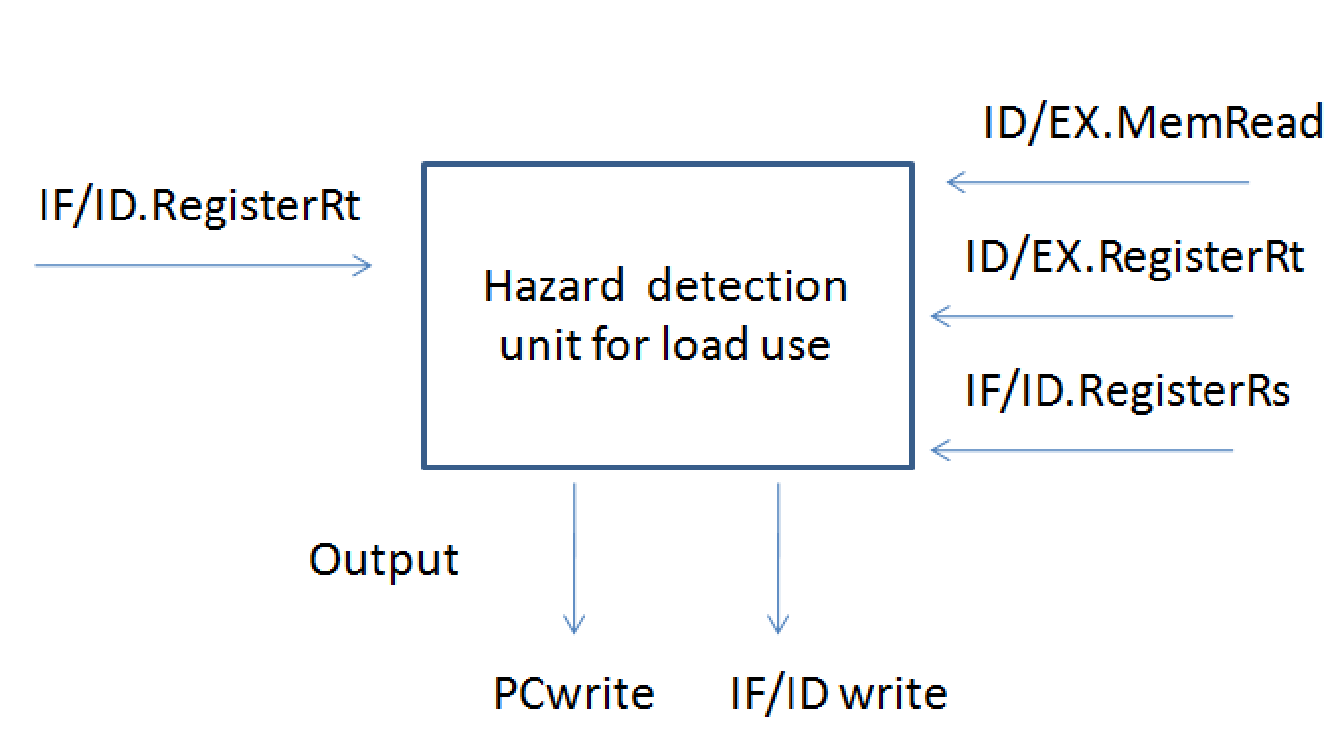 ID/EX.MemRead
IF/ID.RegisterRt
ID/EX.RegisterRt
Hazard detection
unit for load use
IF/ID.RegisterRs
Output
PCwrite
IF/ID write